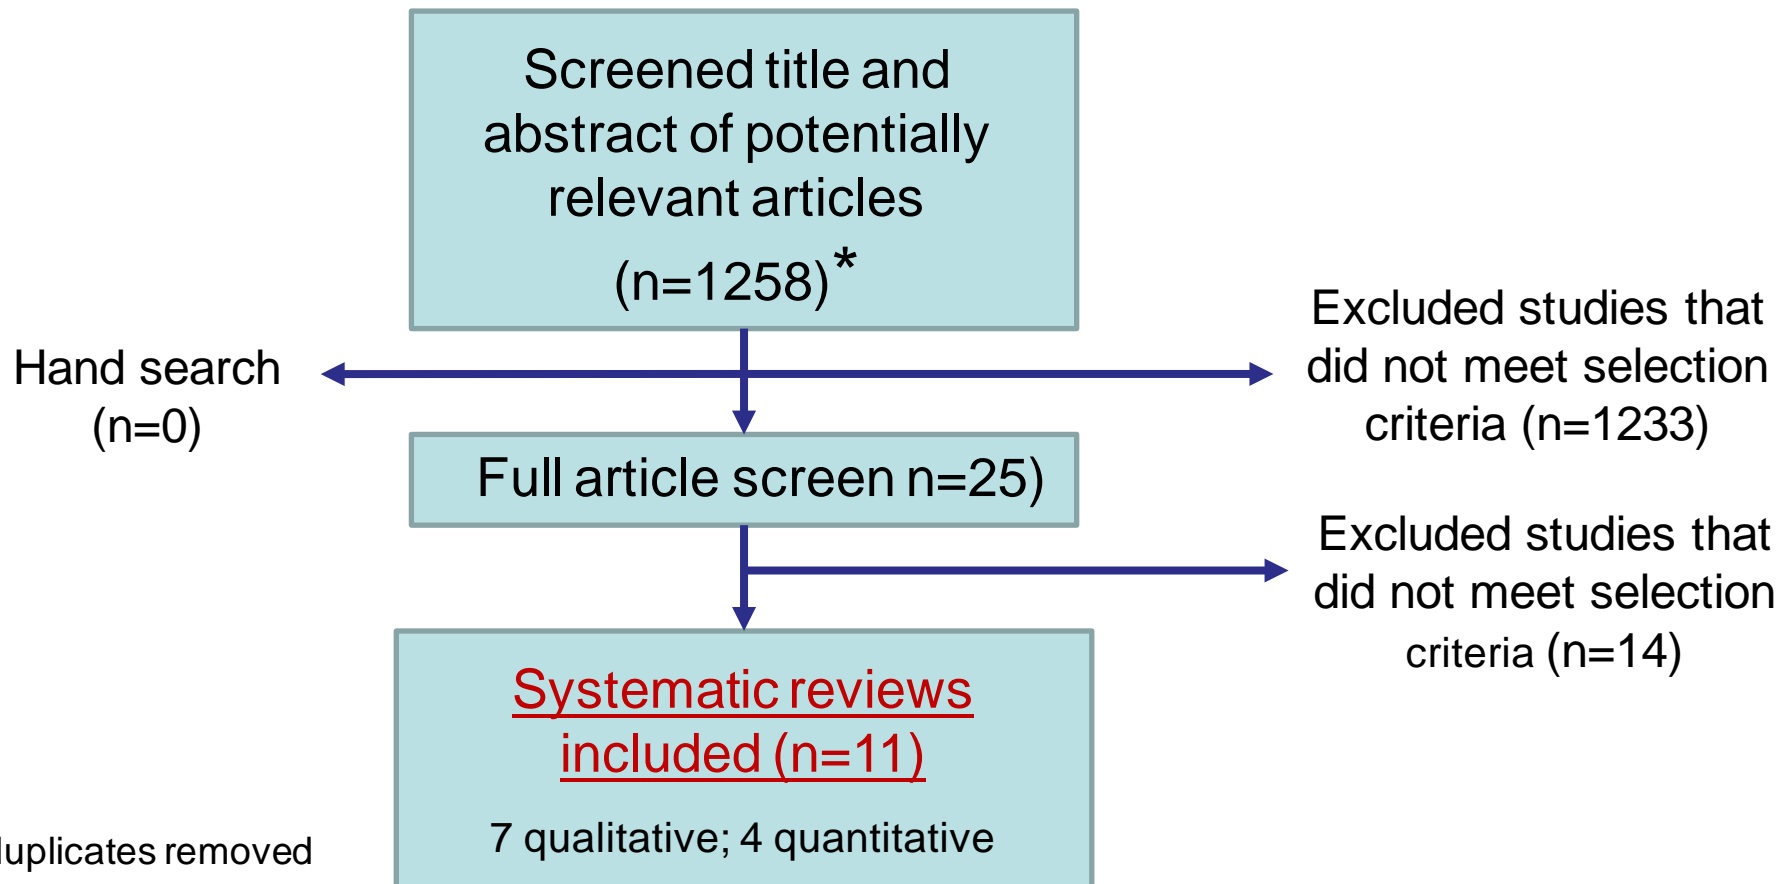 Screened title and
abstract of potentially
relevant articles
(n=1258)*
Hand search
(n=0)
Excluded studies that
did not meet selection
criteria (n=1233)
Full article screen n=25)
Excluded studies that
did not meet selection
criteria (n=14)
Systematic reviews
included (n=11)
7 qualitative; 4 quantitative
duplicates removed